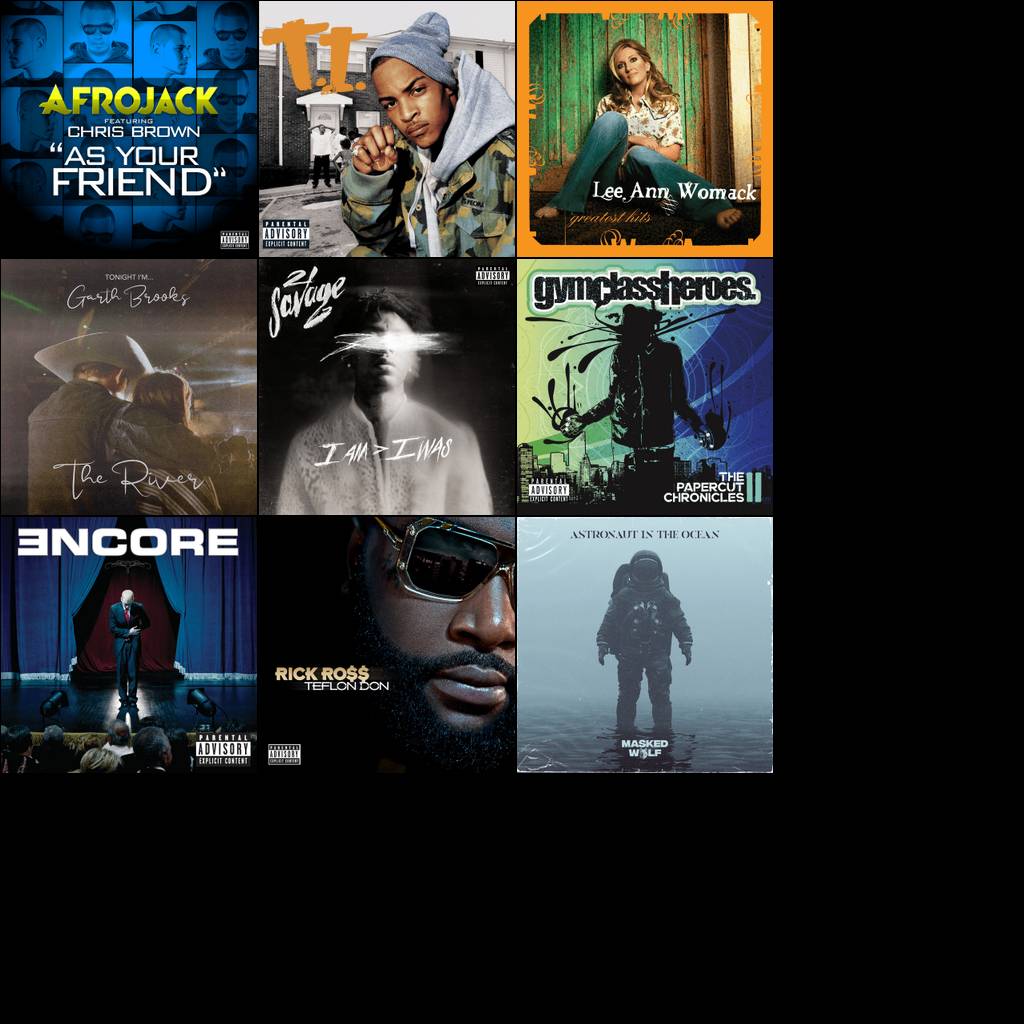 AFROJACK
FEATURING
CHRIS BROWN
"AS YOUR
FRIEND"
PARENTAL
ADVISORY
EXPLICIT CONTENT
T.I.
PARENTAL
ADVISORY
EXPLICIT CONTENT
Lee Ann Womack
greatest hits
TONIGHT I'M...
Garth Brooks
The River
21
Savage
PARENTAL
ADVISORY
EXPLICIT CONTENT
I AM > I WAS
gymclassheroes.
PARENTAL
ADVISORY
EXPLICIT CONTENT
THE
PAPERCUT
CHRONICLES II
ƎNCORE
PARENTAL
ADVISORY
EXPLICIT CONTENT
RICK RO$$
TEFLON DON
PARENTAL
ADVISORY
EXPLICIT CONTENT
ASTRONAUT IN THE OCEAN
MASKED
WOLF